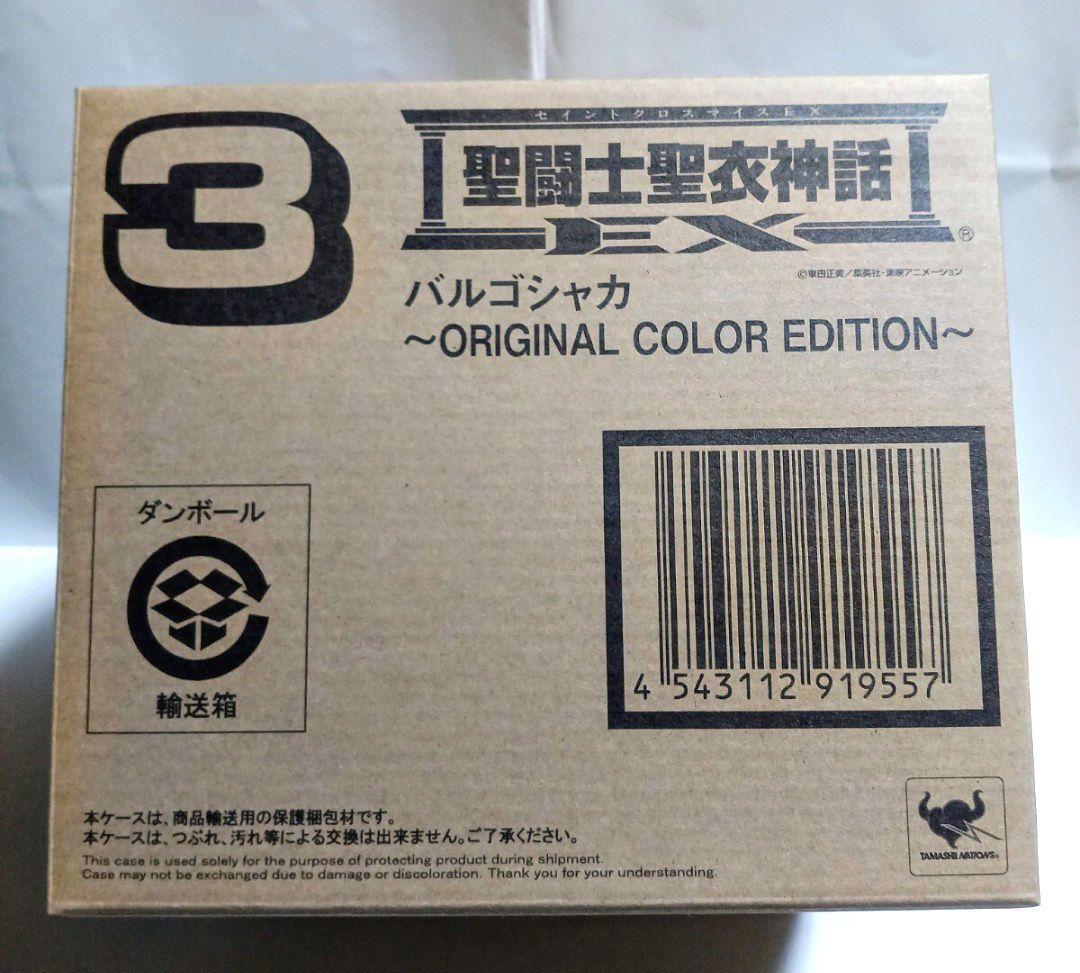 3
セイントクロスマイスEX
聖闘士聖衣神話
EX®
©車田正美/集英社・東映アニメーション
バルゴシャカ
～ORIGINAL COLOR EDITION～
ダンボール
輸送箱
4 543112 919557
本ケースは、商品輸送用の保護梱包材です。
本ケースは、つぶれ、汚れ等による交換は出来ません。ご了承ください。
This case is used solely for the purpose of protecting product during shipment.
Case may not be exchanged due to damage or discoloration. Thank you for your understanding.
TAMASHII NATIONS®